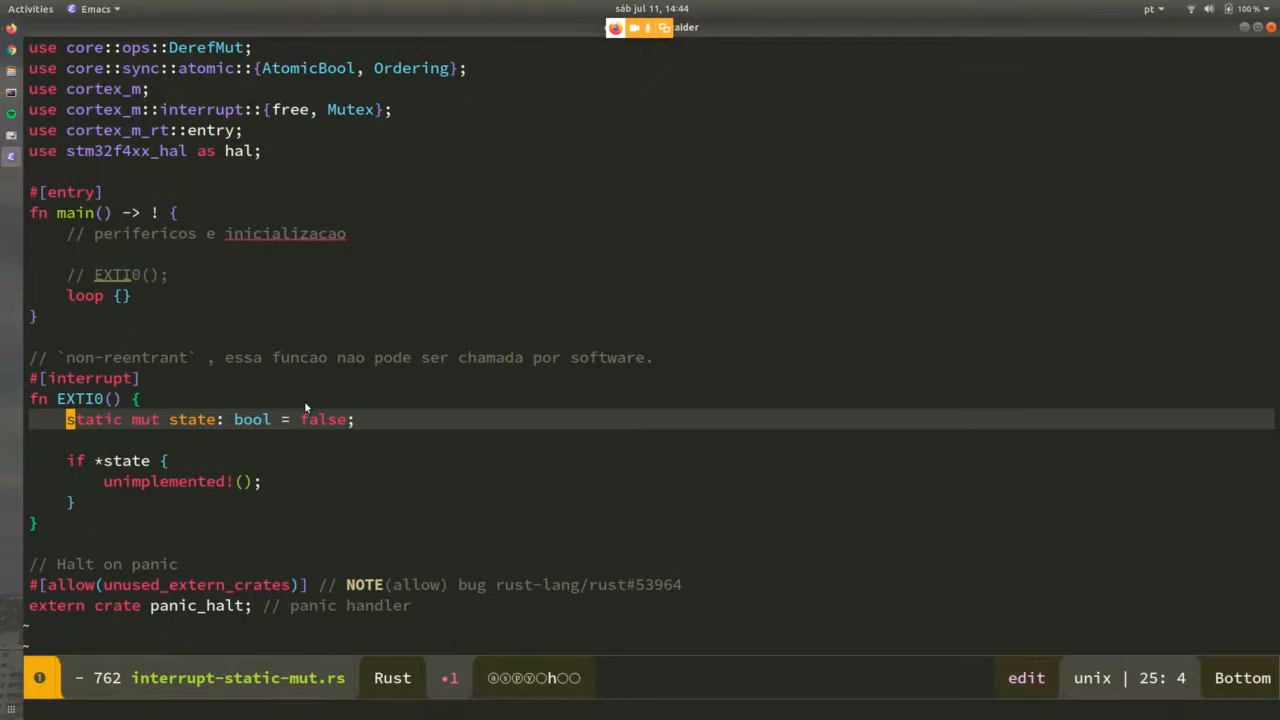 Activities Emacs sáb jul 11, 14:44 pt 100%
aider
use core::ops::DerefMut;
use core::sync::atomic::{AtomicBool, Ordering};
use cortex_m;
use cortex_m::interrupt::{free, Mutex};
use cortex_m_rt::entry;
use stm32f4xx_hal as hal;
#[entry]
fn main() -> ! {
// perifericos e inicializacao
// EXTI0();
loop {}
}
// `non-reentrant` , essa funcao nao pode ser chamada por software.
#[interrupt]
fn EXTI0() {
static mut state: bool = false;
if *state {
unimplemented!();
}
}
// Halt on panic
#[allow(unused_extern_crates)] // NOTE(allow) bug rust-lang/rust#53964
extern crate panic_halt; // panic handler
~
~
❶ - 762 interrupt-static-mut.rs Rust •1 ⓐⓢⓟⓨ○h○○ edit unix | 25: 4 Bottom